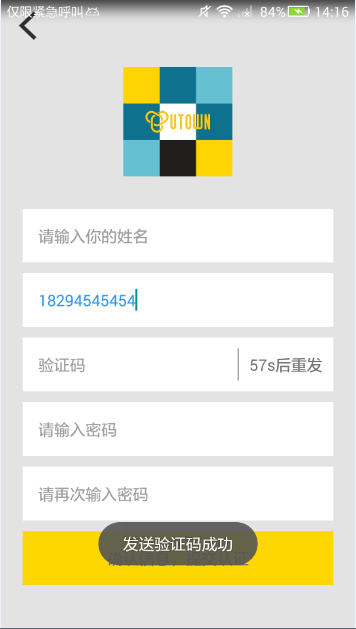 仅限紧急呼叫 84% 14:16
UTOWN
请输入你的姓名
18294545454
验证码 57s后重发
请输入密码
请再次输入密码
发送验证码成功